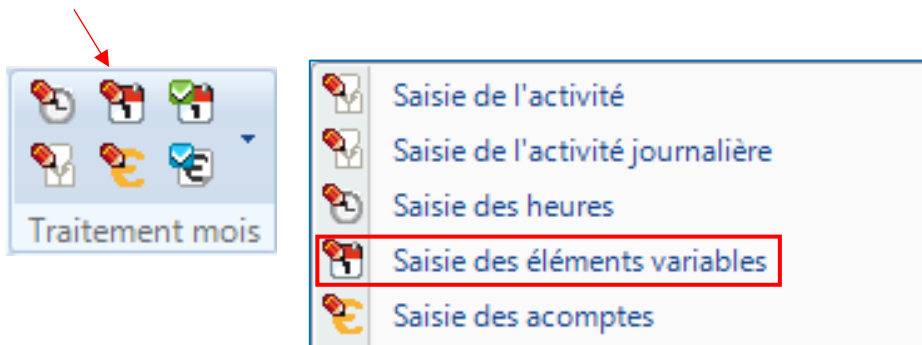 Traitement mois
Saisie de l'activité
Saisie de l'activité journalière
Saisie des heures
Saisie des éléments variables
Saisie des acomptes